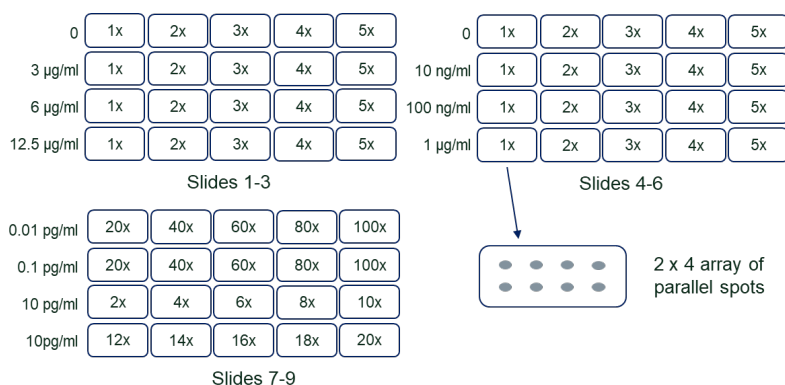 0 1x 2x 3x 4x 5x
3 µg/ml 1x 2x 3x 4x 5x
6 µg/ml 1x 2x 3x 4x 5x
12.5 µg/ml 1x 2x 3x 4x 5x
Slides 1-3
0 1x 2x 3x 4x 5x
10 ng/ml 1x 2x 3x 4x 5x
100 ng/ml 1x 2x 3x 4x 5x
1 µg/ml 1x 2x 3x 4x 5x
Slides 4-6
0.01 pg/ml 20x 40x 60x 80x 100x
0.1 pg/ml 20x 40x 60x 80x 100x
10 pg/ml 2x 4x 6x 8x 10x
10pg/ml 12x 14x 16x 18x 20x
Slides 7-9
2 x 4 array of
parallel spots